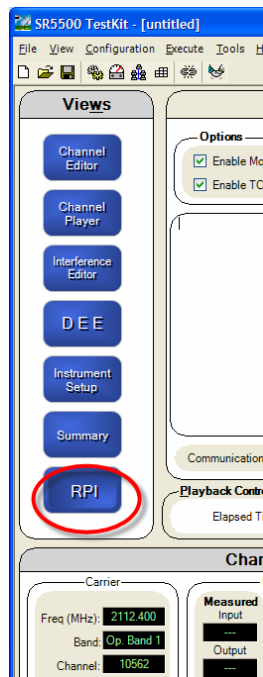 SR5500 TestKit - [untitled]
File View Configuration Execute Tools
Views
Channel Editor
Channel Player
Interference Editor
D E E
Instrument Setup
Summary
RPI
Options
Enable
Enable
Communication
Playback
Elapsed
Carrier
Freq (MHz): 2112.400
Band: Op. Band 1
Channel: 10562
Measured
Input
---
Output
---